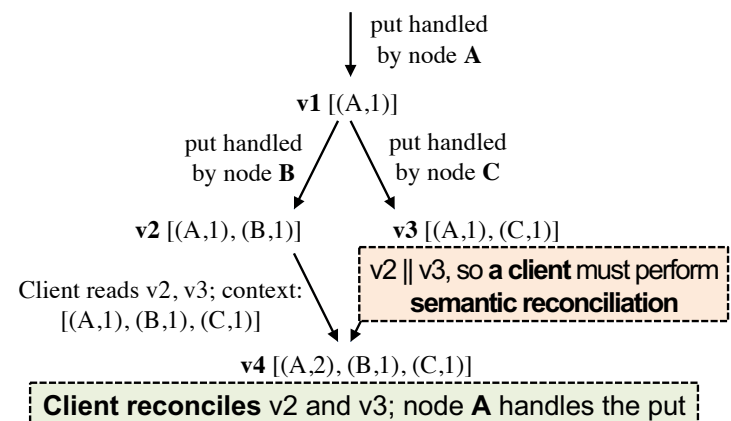 put handled
by node A
v1 [(A,1)]
put handled
by node B
put handled
by node C
v2 [(A,1), (B,1)]
v3 [(A,1), (C,1)]
v2 || v3, so a client must perform
semantic reconciliation
Client reads v2, v3; context:
[(A,1), (B,1), (C,1)]
v4 [(A,2), (B,1), (C,1)]
Client reconciles v2 and v3; node A handles the put